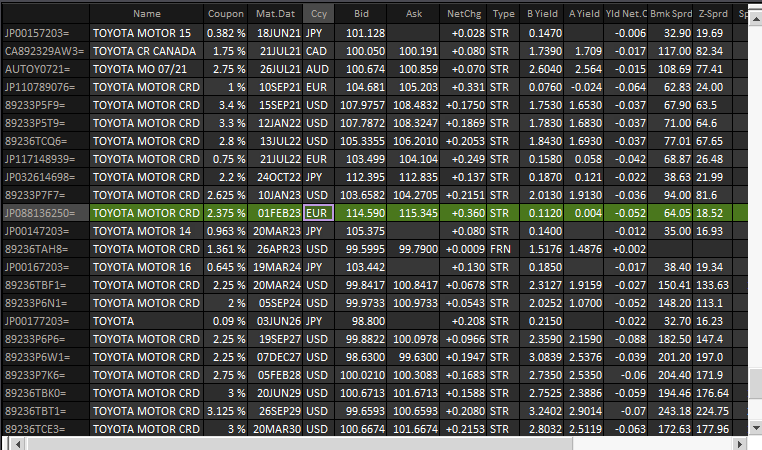 Name Coupon Mat.Dat Ccy Bid Ask NetChg Type B Yield A Yield Yld Net.C Bmk Sprd Z-Sprd Sp
JP00157203= TOYOTA MOTOR 15 0.382 % 18JUN21 JPY 101.128 +0.028 STR 0.1470 -0.006 32.90 19.69
CA892329AW3= TOYOTA CR CANADA 1.75 % 21JUL21 CAD 100.050 100.191 +0.080 STR 1.7390 1.709 -0.017 117.00 82.34
AUTOY0721= TOYOTA MO 07/21 2.75 % 26JUL21 AUD 100.674 100.859 +0.070 STR 2.6040 2.564 -0.015 108.69 77.41
JP110789076= TOYOTA MOTOR CRD 1 % 10SEP21 EUR 104.681 105.203 +0.331 STR 0.0760 -0.024 -0.064 62.83 24.00
89233P5F9= TOYOTA MOTOR CRD 3.4 % 15SEP21 USD 107.9757 108.4832 +0.1750 STR 1.7530 1.6530 -0.037 67.90 63.5
89233P5T9= TOYOTA MOTOR CRD 3.3 % 12JAN22 USD 107.7872 108.3247 +0.1869 STR 1.7830 1.6830 -0.037 71.00 64.6
89236TCQ6= TOYOTA MOTOR CRD 2.8 % 13JUL22 USD 105.3355 106.2010 +0.2053 STR 1.8430 1.6930 -0.037 77.01 67.65
JP117148939= TOYOTA MOTOR CRD 0.75 % 21JUL22 EUR 103.499 104.104 +0.249 STR 0.1580 0.058 -0.042 68.87 26.48
JP032614698= TOYOTA MOTOR CRD 2.2 % 24OCT22 JPY 112.395 112.835 +0.137 STR 0.1870 0.121 -0.022 38.63 21.99
89233P7F7= TOYOTA MOTOR CRD 2.625 % 10JAN23 USD 103.6582 104.2705 +0.2151 STR 2.0130 1.9130 -0.036 94.00 81.6
JP088136250= TOYOTA MOTOR CRD 2.375 % 01FEB23 EUR 114.590 115.345 +0.360 STR 0.1120 0.004 -0.052 64.05 18.52
JP00147203= TOYOTA MOTOR 14 0.963 % 20MAR23 JPY 105.375 +0.080 STR 0.1400 -0.012 35.00 16.93
89236TAH8= TOYOTA MOTOR CRD 1.361 % 26APR23 USD 99.5995 99.7900 +0.0009 FRN 1.5176 1.4876 +0.002
JP00167203= TOYOTA MOTOR 16 0.645 % 19MAR24 JPY 103.442 +0.130 STR 0.1850 -0.017 38.40 19.34
89236TBF1= TOYOTA MOTOR CRD 2.25 % 20MAR24 USD 99.8417 100.8417 +0.0678 STR 2.3127 1.9159 -0.027 150.41 133.63
89233P6N1= TOYOTA MOTOR CRD 2 % 05SEP24 USD 99.9733 99.9733 +0.0543 STR 2.0252 1.0700 -0.052 148.20 113.1
JP00177203= TOYOTA 0.09 % 03JUN26 JPY 98.800 +0.208 STR 0.2150 -0.022 32.70 16.23
89233P6P6= TOYOTA MOTOR CRD 2.25 % 19SEP27 USD 99.8822 100.0978 +0.0966 STR 2.3590 2.1590 -0.088 182.50 147.4
89233P6W1= TOYOTA MOTOR CRD 2.25 % 07DEC27 USD 98.6300 99.6300 +0.1947 STR 3.0839 2.5376 -0.039 201.20 197.0
89233P7K6= TOYOTA MOTOR CRD 2.75 % 05FEB28 USD 100.0210 100.3083 +0.1683 STR 2.7350 2.5350 -0.06 204.40 171.9
89236TBK0= TOYOTA MOTOR CRD 3 % 20JUN29 USD 100.6713 101.6713 +0.1588 STR 2.7525 2.3886 -0.059 194.46 176.64
89236TBT1= TOYOTA MOTOR CRD 3.125 % 26SEP29 USD 99.6593 100.6593 +0.2080 STR 3.2402 2.9014 -0.07 243.18 224.75
89236TCE3= TOYOTA MOTOR CRD 3 % 20MAR30 USD 100.6674 101.6674 +0.2153 STR 2.8032 2.5119 -0.063 172.63 177.96